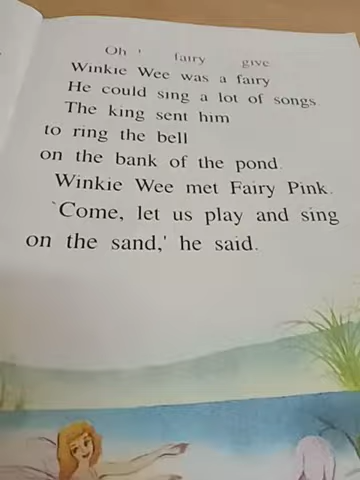 Oh ' fairy give
Winkie Wee was a fairy
He could sing a lot of songs.
The king sent him
to ring the bell
on the bank of the pond.
Winkie Wee met Fairy Pink.
`Come, let us play and sing
on the sand,' he said.